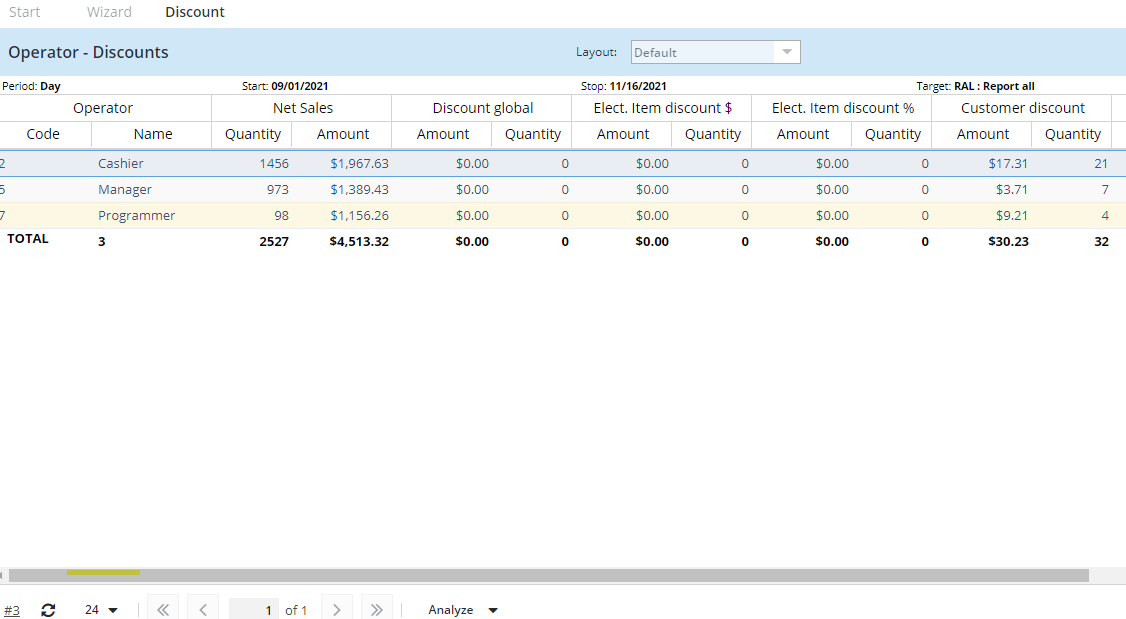 Start Wizard Discount
Operator - Discounts Layout: Default
Period: Day Start: 09/01/2021 Stop: 11/16/2021 Target: RAL : Report all
Operator Net Sales Discount global Elect. Item discount $ Elect. Item discount % Customer discount
Code Name Quantity Amount Amount Quantity Amount Quantity Amount Quantity Amount Quantity
2 Cashier 1456 $1,967.63 $0.00 0 $0.00 0 $0.00 0 $17.31 21
5 Manager 973 $1,389.43 $0.00 0 $0.00 0 $0.00 0 $3.71 7
7 Programmer 98 $1,156.26 $0.00 0 $0.00 0 $0.00 0 $9.21 4
TOTAL 3 2527 $4,513.32 $0.00 0 $0.00 0 $0.00 0 $30.23 32
#3 24 1 of 1 Analyze